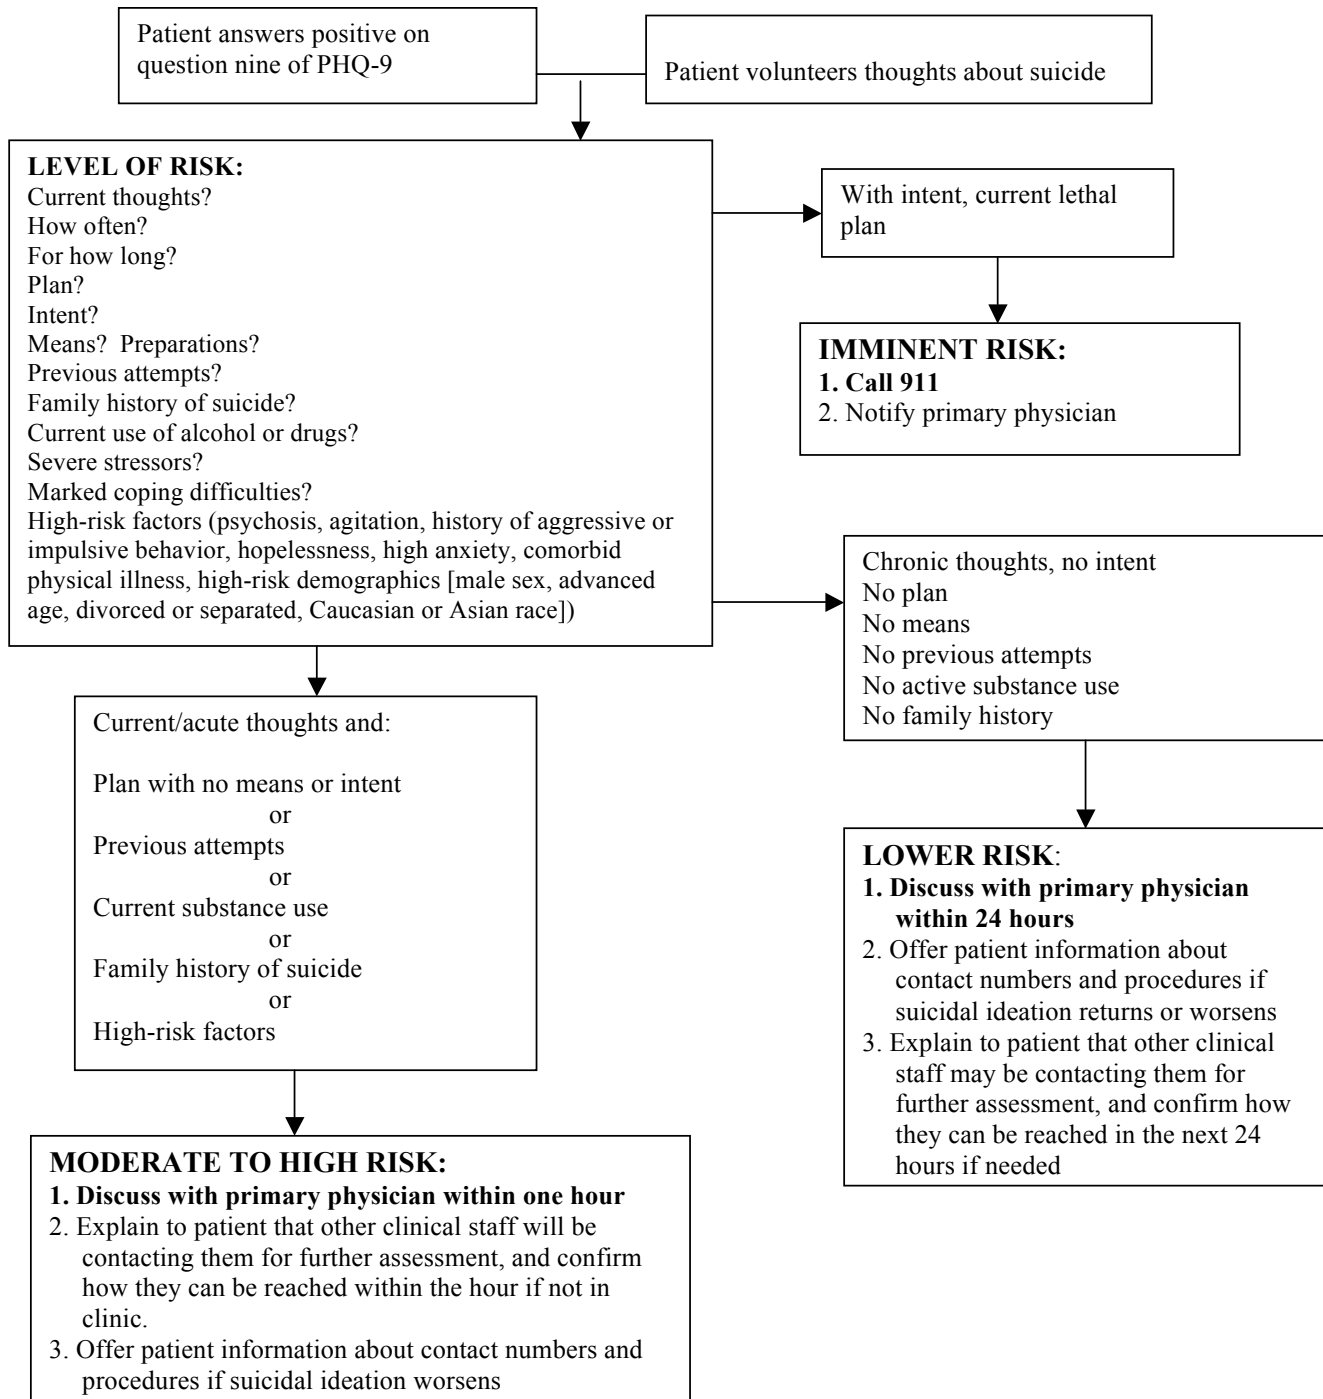 Patient answers positive on
question nine of PHQ-9
Patient volunteers thoughts about suicide
LEVEL OF RISK:
Current thoughts?
How often?
For how long?
Plan?
Intent?
Means?  Preparations?
Previous attempts?
Family history of suicide?
Current use of alcohol or drugs?
Severe stressors?
Marked coping difficulties?
High-risk factors (psychosis, agitation, history of aggressive or
impulsive behavior, hopelessness, high anxiety, comorbid
physical illness, high-risk demographics [male sex, advanced
age, divorced or separated, Caucasian or Asian race])
With intent, current lethal
plan
IMMINENT RISK:
1. Call 911
2. Notify primary physician
Chronic thoughts, no intent
No plan
No means
No previous attempts
No active substance use
No family history
Current/acute thoughts and:
Plan with no means or intent
or
Previous attempts
or
Current substance use
or
Family history of suicide
or
High-risk factors
LOWER RISK:
1. Discuss with primary physician
within 24 hours
2. Offer patient information about
contact numbers and procedures if
suicidal ideation returns or worsens
3. Explain to patient that other clinical
staff may be contacting them for
further assessment, and confirm how
they can be reached in the next 24
hours if needed
MODERATE TO HIGH RISK:
1. Discuss with primary physician within one hour
2. Explain to patient that other clinical staff will be
contacting them for further assessment, and confirm
how they can be reached within the hour if not in
clinic.
3. Offer patient information about contact numbers and
procedures if suicidal ideation worsens